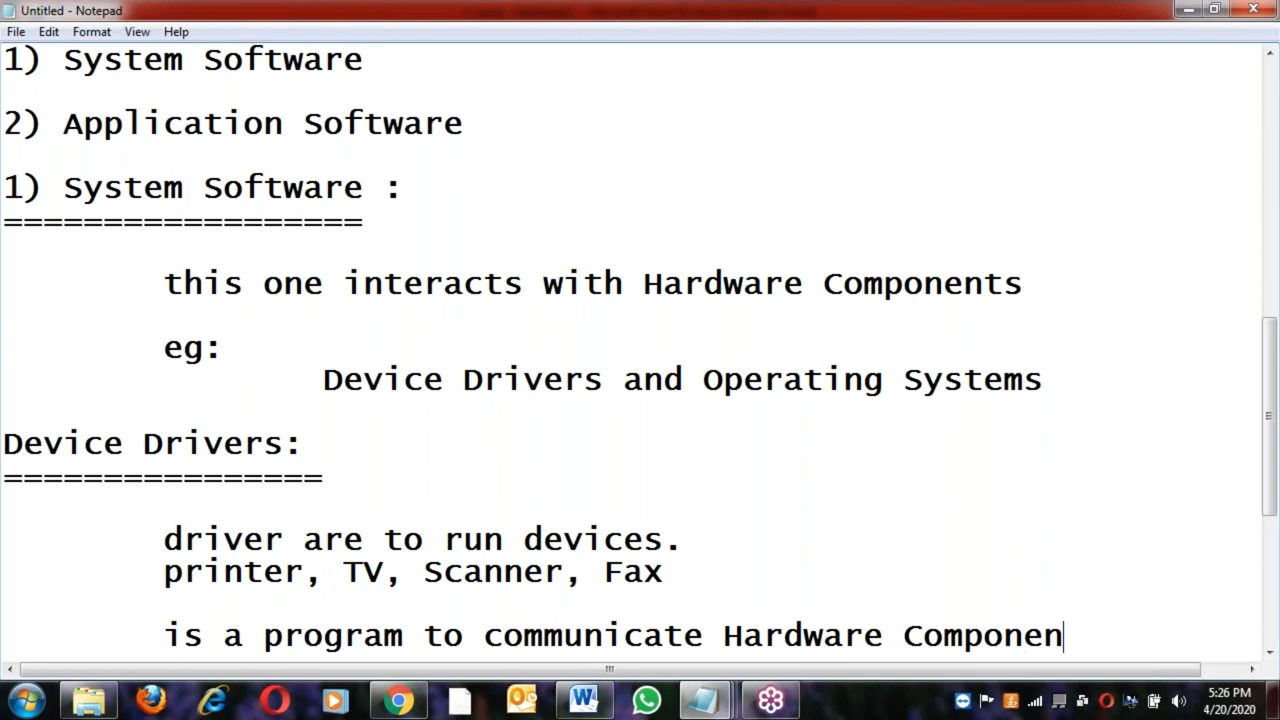 Untitled - Notepad
File Edit Format View Help
1) System Software
2) Application Software
1) System Software :
==================
this one interacts with Hardware Components
eg:
Device Drivers and Operating Systems
Device Drivers:
================
driver are to run devices.
printer, TV, Scanner, Fax
is a program to communicate Hardware Componen
5:26 PM
4/20/2020